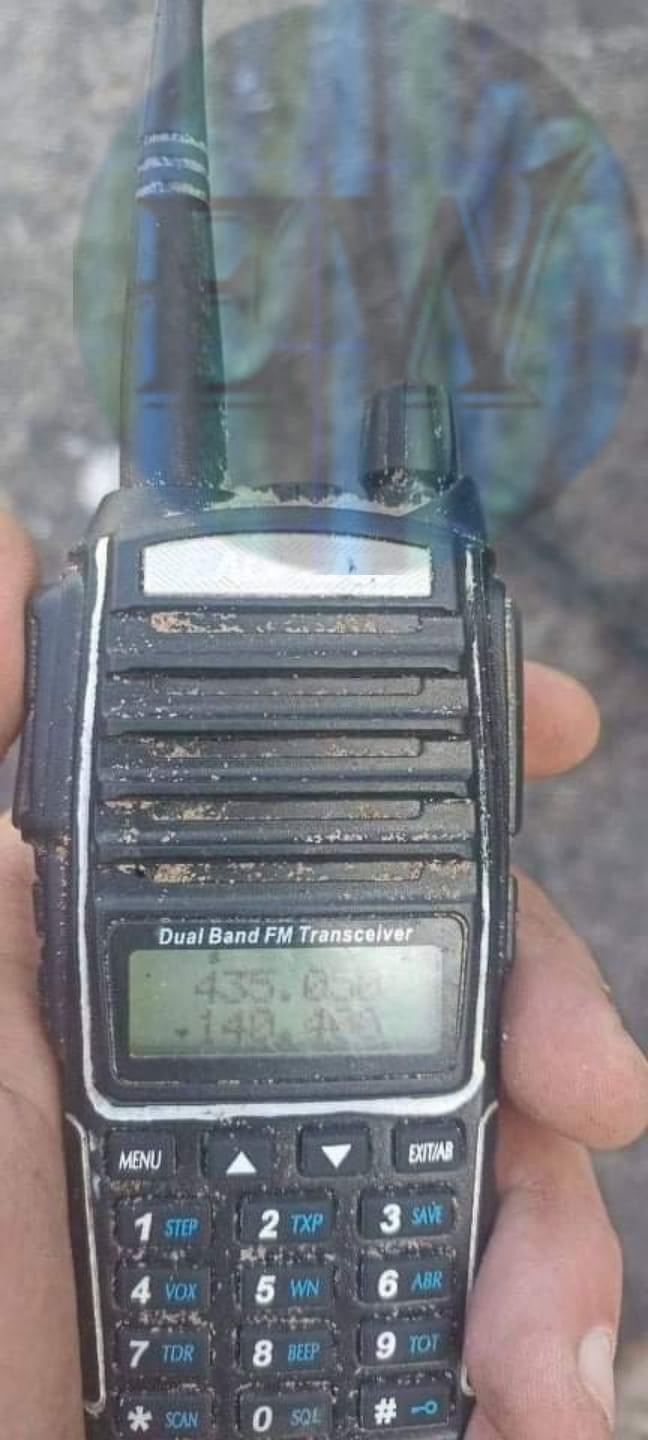 EW
Dual Band FM Transceiver
435.050
140.400
MENU ▲ ▼ EXIT/AB
1 STEP 2 TXP 3 SAVE
4 VOX 5 WN 6 ABR
7 TDR 8 BEEP 9 TOT
* SCAN 0 SQL #